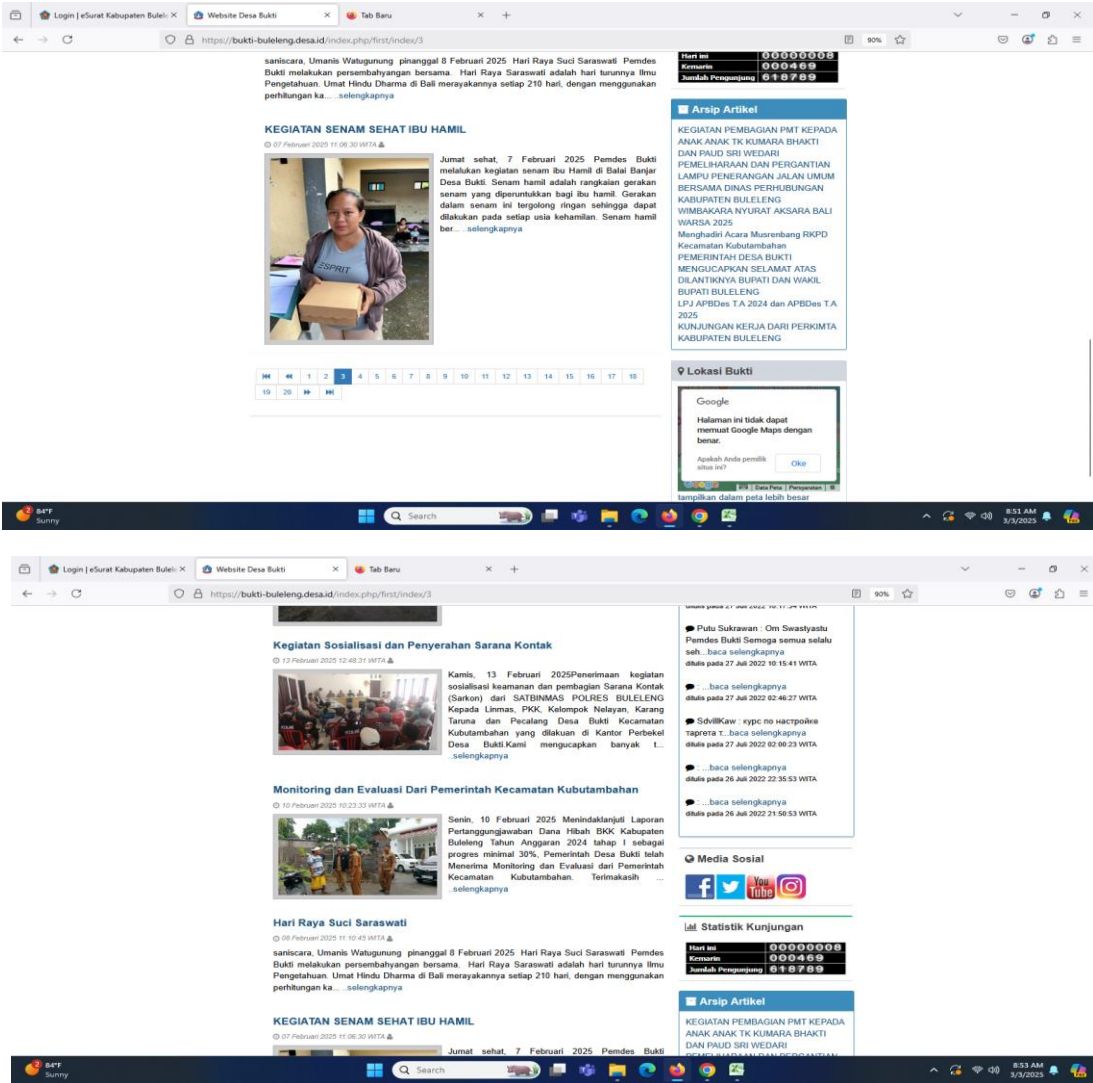 Login | eSurat Kabupaten Bulel
Website Desa Bukti
Tab Baru
https://bukti-buleleng.desa.id/index.php/first/index/3
90%
saniscara, Umanis Watugunung pinanggal 8 Februari 2025 Hari Raya Suci Saraswati Pemdes
Bukti melakukan persembahyangan bersama. Hari Raya Saraswati adalah hari turunnya Ilmu
Pengetahuan. Umat Hindu Dharma di Bali merayakannya setiap 210 hari, dengan menggunakan
perhitungan ka... ..selengkapnya
KEGIATAN SENAM SEHAT IBU HAMIL
07 Februari 2025 11.06.30 WITA
Jumat sehat, 7 Februari 2025 Pemdes Bukti
melalukan kegiatan senam ibu Hamil di Balai Banjar
Desa Bukti. Senam hamil adalah rangkaian gerakan
senam yang diperuntukkan bagi ibu hamil. Gerakan
dalam senam ini tergolong ringan sehingga dapat
dilakukan pada setiap usia kehamilan. Senam hamil
ber... ..selengkapnya
ESPRIT
1 2 3 4 5 6 7 8 9 10 11 12 13 14 15 16 17 18
19 20
Hari ini 00000008
Kemarin 000469
Jumlah Pengunjung 618789
Arsip Artikel
KEGIATAN PEMBAGIAN PMT KEPADA
ANAK ANAK TK KUMARA BHAKTI
DAN PAUD SRI WEDARI
PEMELIHARAAN DAN PERGANTIAN
LAMPU PENERANGAN JALAN UMUM
BERSAMA DINAS PERHUBUNGAN
KABUPATEN BULELENG
WIMBAKARA NYURAT AKSARA BALI
WARSA 2025
Menghadiri Acara Musrenbang RKPD
Kecamatan Kubutambahan
PEMERINTAH DESA BUKTI
MENGUCAPKAN SELAMAT ATAS
DILANTIKNYA BUPATI DAN WAKIL
BUPATI BULELENG
LPJ APBDes T.A 2024 dan APBDes T.A
2025
KUNJUNGAN KERJA DARI PERKIMTA
KABUPATEN BULELENG
Lokasi Bukti
Google
Halaman ini tidak dapat
memuat Google Maps dengan
benar.
Apakah Anda pemilik
situs ini?
Oke
Google
Data Peta
Persyaratan
tampilkan dalam peta lebih besar
2
84°F
Sunny
Search
8:51 AM
3/3/2025
Login | eSurat Kabupaten Bulel
Website Desa Bukti
Tab Baru
https://bukti-buleleng.desa.id/index.php/first/index/3
90%
Kegiatan Sosialisasi dan Penyerahan Sarana Kontak
13 Februari 2025 12.48.31 WITA
Kamis, 13 Februari 2025Penerimaan kegiatan
sosialisasi keamanan dan pembagian Sarana Kontak
(Sarkon) dari SATBINMAS POLRES BULELENG
Kepada Linmas, PKK, Kelompok Nelayan, Karang
Taruna dan Pecalang Desa Bukti Kecamatan
Kubutambahan yang dilakuan di Kantor Perbekel
Desa Bukti.Kami mengucapkan banyak t...
..selengkapnya
Monitoring dan Evaluasi Dari Pemerintah Kecamatan Kubutambahan
10 Februari 2025 10:23:33 WITA
Senin, 10 Februari 2025 Menindaklanjuti Laporan
Pertanggungjawaban Dana Hibah BKK Kabupaten
Buleleng Tahun Anggaran 2024 tahap I sebagai
progres minimal 30%, Pemerintah Desa Bukti telah
Menerima Monitoring dan Evaluasi dari Pemerintah
Kecamatan Kubutambahan. Terimakasih ...
..selengkapnya
Hari Raya Suci Saraswati
08 Februari 2025 11.10.45 WITA
saniscara, Umanis Watugunung pinanggal 8 Februari 2025 Hari Raya Suci Saraswati Pemdes
Bukti melakukan persembahyangan bersama. Hari Raya Saraswati adalah hari turunnya Ilmu
Pengetahuan. Umat Hindu Dharma di Bali merayakannya setiap 210 hari, dengan menggunakan
perhitungan ka... ..selengkapnya
KEGIATAN SENAM SEHAT IBU HAMIL
07 Februari 2025 11.06.30 WITA
Jumat sehat, 7 Februari 2025 Pemdes Bukti
ditulis pada 27 Juli 2022 10:17:54 WITA
Putu Sukrawan : Om Swastyastu
Pemdes Bukti Semoga semua selalu
seh...baca selengkapnya
ditulis pada 27 Juli 2022 10:15:41 WITA
: ...baca selengkapnya
ditulis pada 27 Juli 2022 02:46:27 WITA
SdvillKaw : курс по настройке
таргета т...baca selengkapnya
ditulis pada 27 Juli 2022 02:00:23 WITA
: ...baca selengkapnya
ditulis pada 26 Juli 2022 22:35:53 WITA
: ...baca selengkapnya
ditulis pada 26 Juli 2022 21:50:53 WITA
Media Sosial
You
Tube
Statistik Kunjungan
Hari ini 00000008
Kemarin 000469
Jumlah Pengunjung 618789
Arsip Artikel
KEGIATAN PEMBAGIAN PMT KEPADA
ANAK ANAK TK KUMARA BHAKTI
DAN PAUD SRI WEDARI
PEMELIHARAAN DAN PERGANTIAN
2
84°F
Sunny
Search
8:53 AM
3/3/2025